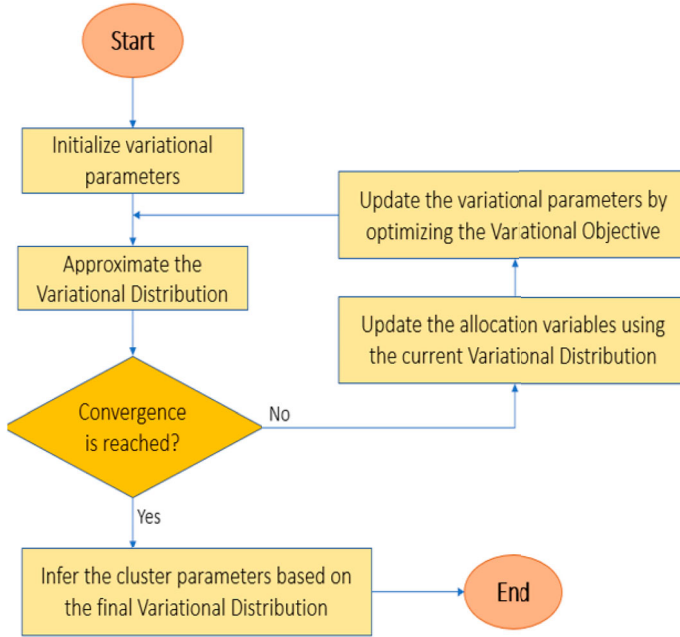 Start
Initialize variational
parameters
Update the variational parameters by
optimizing the Variational Objective
Approximate the
Variational Distribution
Update the allocation variables using
the current Variational Distribution
Convergence
is reached?
No
Yes
Infer the cluster parameters based on
the final Variational Distribution
End